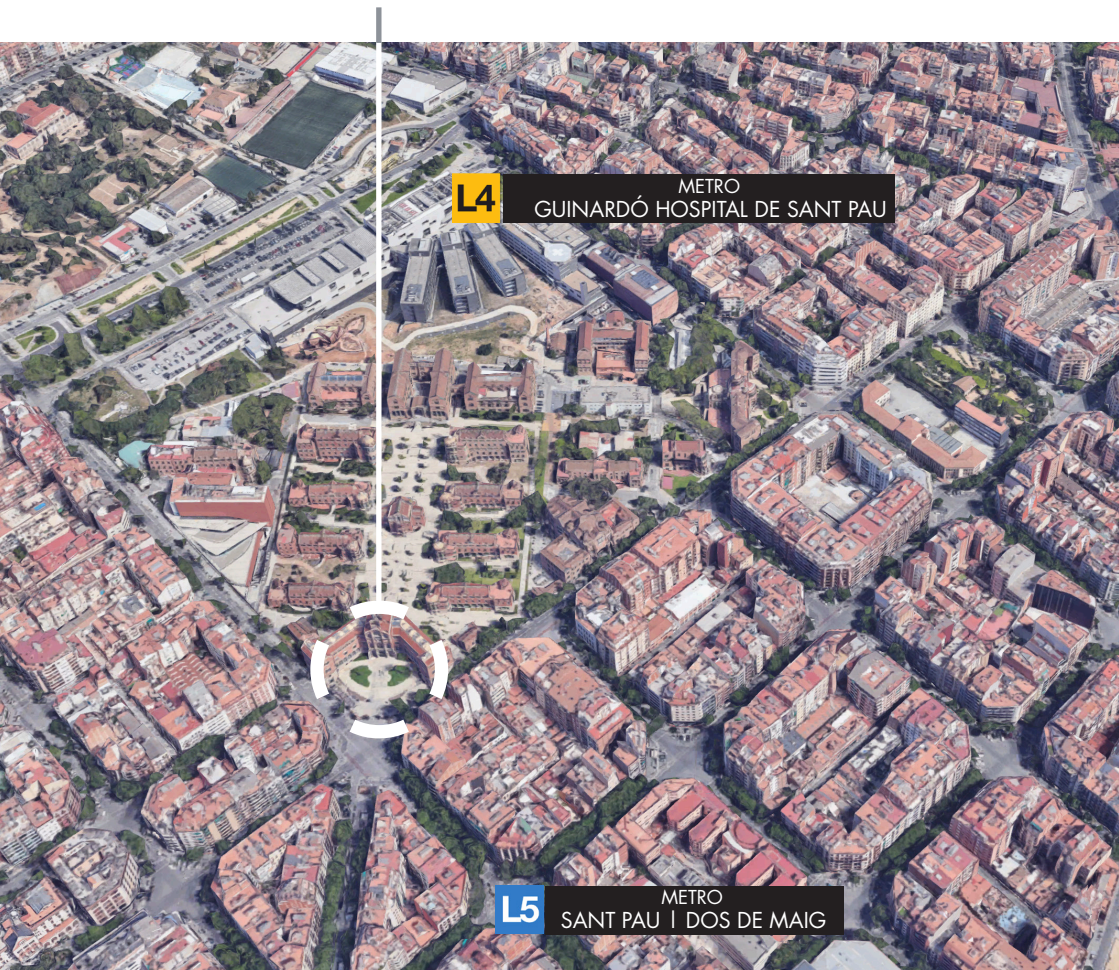 L4
METRO
GUINARDÓ HOSPITAL DE SANT PAU
L5
METRO
SANT PAU | DOS DE MAIG